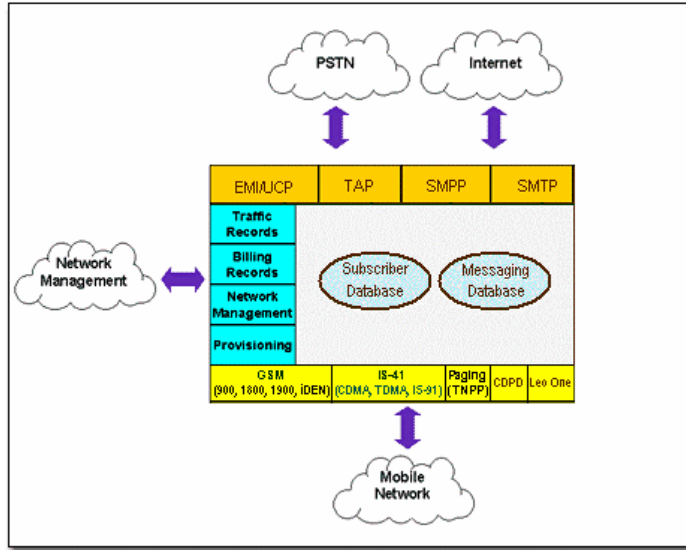 PSTN
Internet
EMI/UCP
TAP
SMPP
SMTP
Traffic
Records
Billing
Records
Network
Management
Provisioning
Subscriber
Database
Messaging
Database
Network
Management
GSM
(900, 1800, 1900, iDEN)
IS-41
(CDMA, TDMA, IS-91)
Paging
(TNPP)
CDPD
Leo One
Mobile
Network